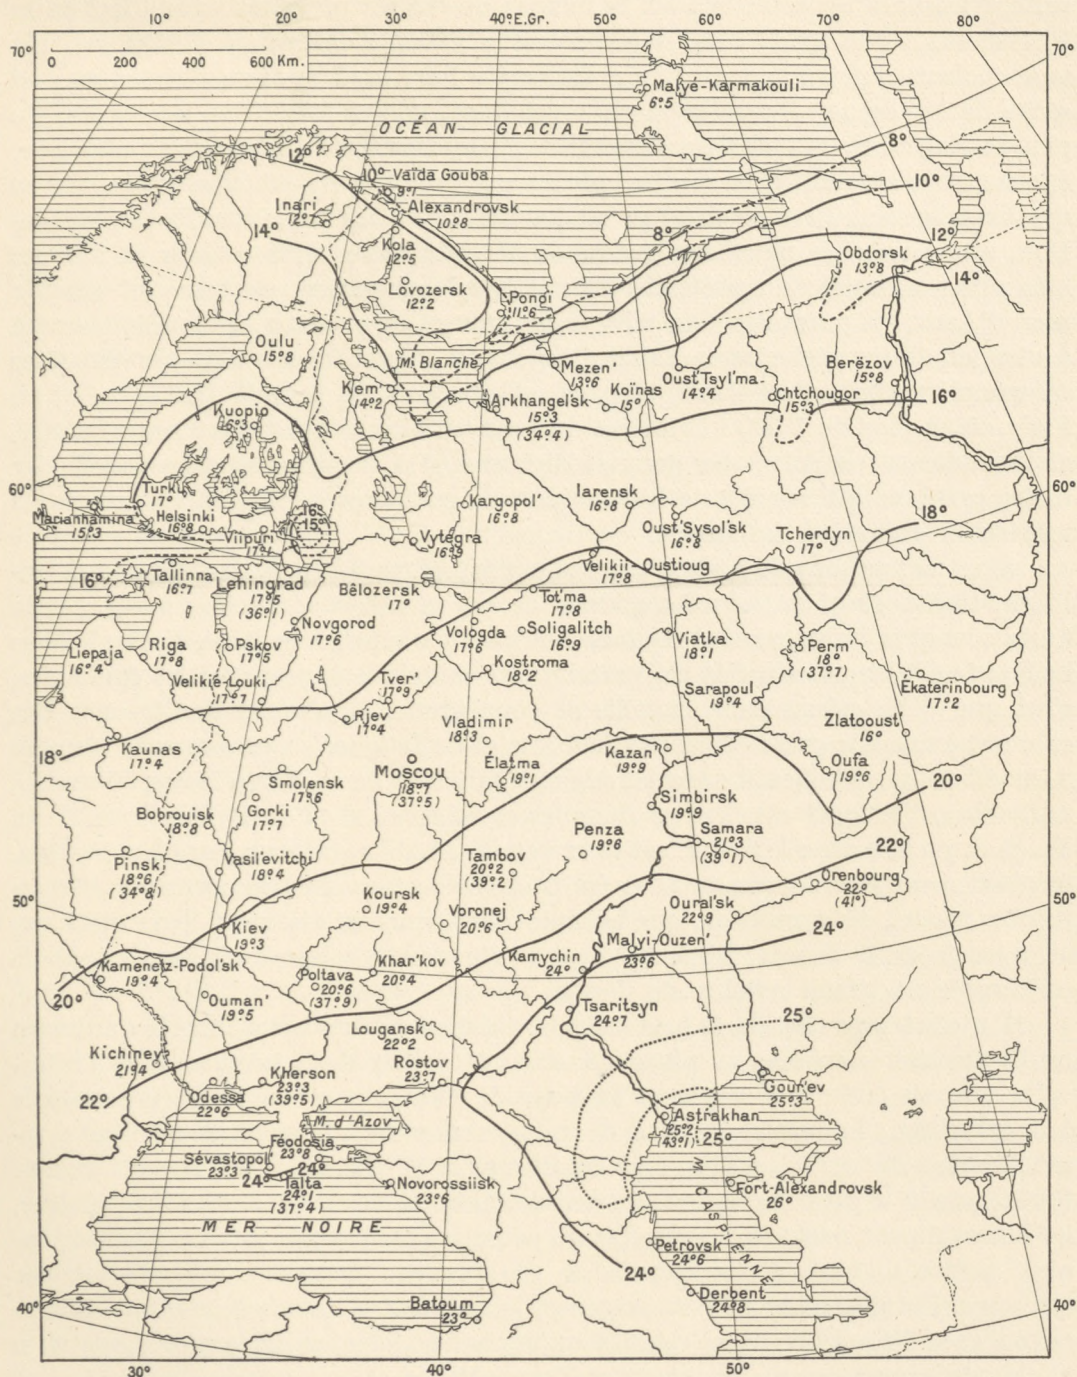 10° 20° 30° 40° E.Gr. 50° 60° 70° 80°
70° 70°
0 200 400 600 Km.
Malyé-Karmakouli
6°5
OCÉAN GLACIAL
8°
12°
10° Vaïda Gouba
9°1
10°
Inari
12°7
Alexandrovsk
10°8
14°
Kola
12°5
8°
12°
Obdorsk
13°8
14°
Lovozersk
12°2
Ponoï
11°6
Oulu
15°8
M. Blanche
Mezen'
13°6
Berëzov
15°8
Kem'
14°2
Koïnas
15°
Oust'Tsyl'ma
14°4
Chtchougor
15°3
16°
Arkhangel'sk
15°3
(34°4)
Kuopio
16°3
60° 60°
Turku
17°
Kargopol'
16°8
Iarensk
16°8
18°
Marianhamina
15°3
Helsinki
16°8
16°
15°
Viipuri
17°1
Oust'Sysol'sk
16°8
Tcherdyn
17°
Vytegra
16°9
16°
Tallinna
16°7
Leningrad
17°5
(36°1)
Bêlozersk
17°
Velikii-Oustioug
17°8
Tot'ma
17°8
Novgorod
17°6
Vologda
17°6
Soligalitch
16°9
Viatka
18°1
Perm'
18°
(37°7)
Liepaja
16°4
Riga
17°8
Pskov
17°5
Kostroma
18°2
Velikié-Louki
17°7
Tver'
17°9
Sarapoul
19°4
Ékaterinbourg
17°2
Rjev
17°4
Vladimir
18°3
Zlatooust'
16°
18°
Kaunas
17°4
Kazan'
19°9
Moscou
18°7
(37°5)
Élatma
19°1
Oufa
19°6
20°
Smolensk
17°6
Simbirsk
19°9
Bobrouisk
18°8
Gorki
17°7
Samara
21°3
(39°1)
Penza
19°6
22°
Pinsk
18°6
(34°8)
Vasil'evitchi
18°4
Tambov
20°2
(39°2)
Orenbourg
22°
(41°)
50° 50°
Koursk
19°4
Voronej
20°6
Oural'sk
22°9
Kiev
19°3
24°
Malyi-Ouzen'
23°6
Kamenetz-Podol'sk
19°4
Khar'kov
20°4
Kamychin
24°
Poltava
20°6
(37°9)
20°
Ouman'
19°5
Tsaritsyn
24°7
25°
Lougansk
22°2
Kichinev
21°4
Rostov
23°7
Kherson
23°3
(39°5)
Gour'ev
25°3
22°
Odessa
22°6
Astrakhan
25°2
43°1)
25°
M. d'Azov
Féodosia
23°8
Sévastopol'
23°3
24°
24°
Ialta
24°1
(37°4)
Novorossiisk
23°6
Fort-Alexandrovsk
26°
M. CASPIENNE
MER NOIRE
Petrovsk
24°6
24°
Derbent
24°8
Batoum
23°
40° 40°
30° 40° 50°